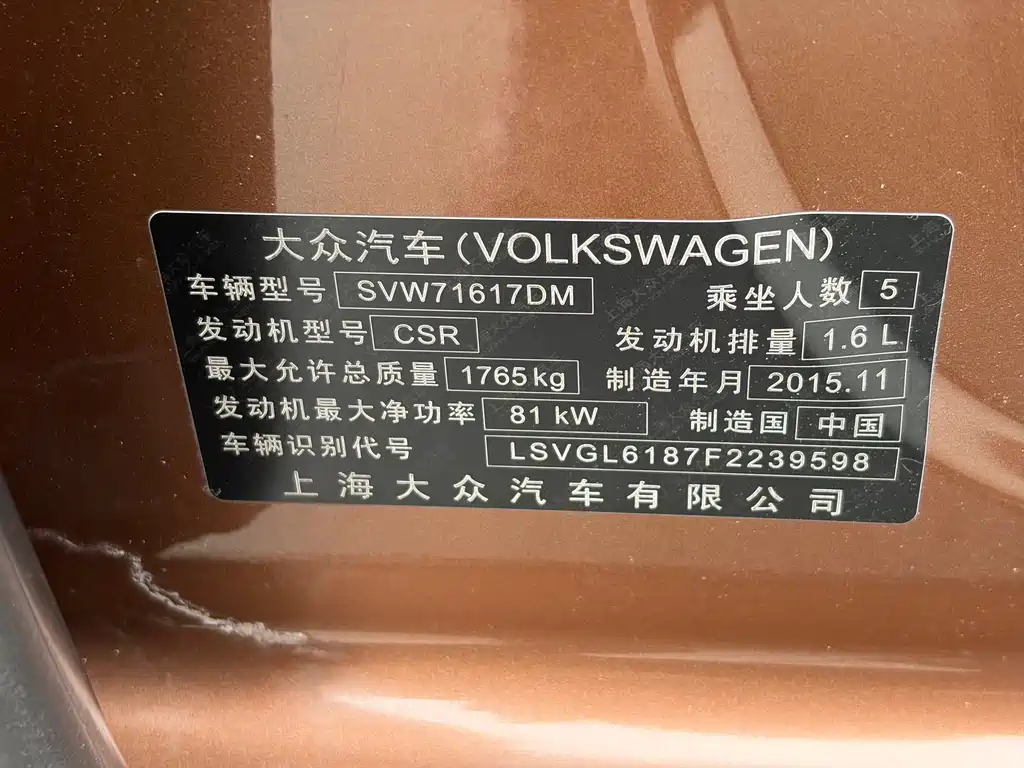 大众汽车(VOLKSWAGEN)
车辆型号 SVW71617DM 乘坐人数 5
发动机型号 CSR 发动机排量 1.6 L
最大允许总质量 1765kg 制造年月 2015.11
发动机最大净功率 81 kW 制造国 中国
车辆识别代号 LSVGL6187F2239598
上海大众汽车有限公司